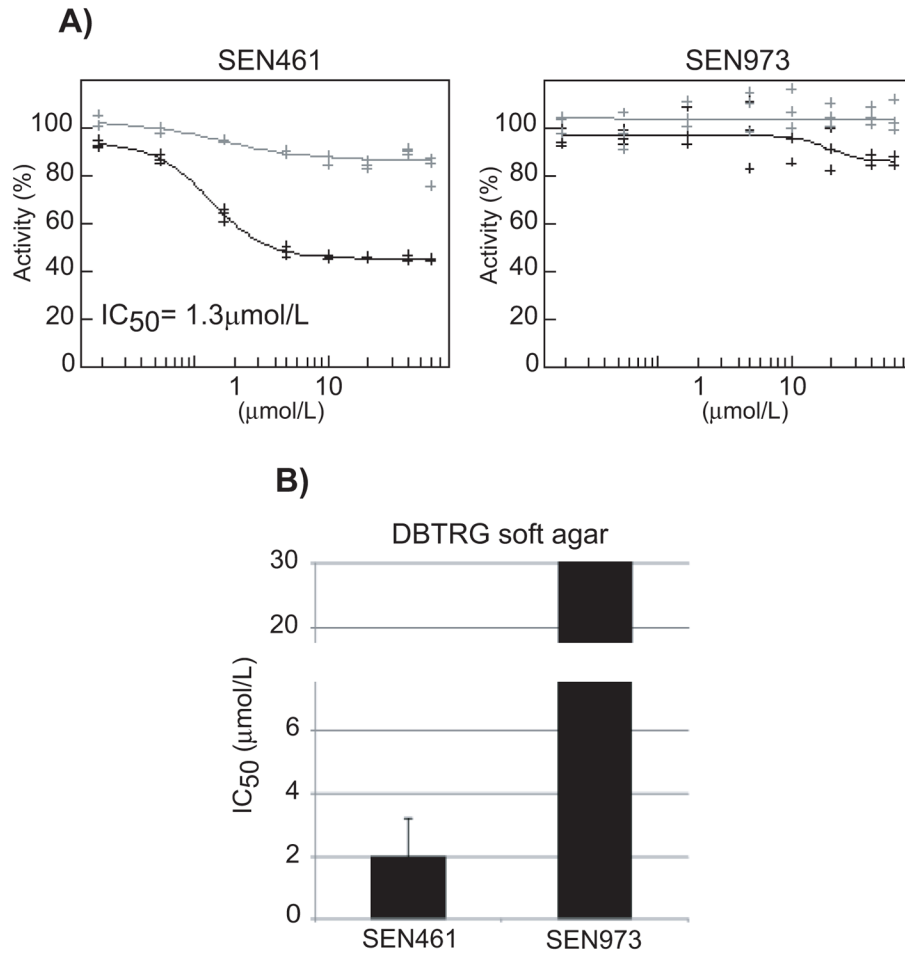 A)
SEN461
SEN973
Activity (%)
100
80
60
40
20
0
IC50= 1.3μmol/L
1
10
(μmol/L)
Activity (%)
100
80
60
40
20
0
1
10
(μmol/L)
B)
DBTRG soft agar
IC50 (μmol/L)
30
20
6
4
2
0
SEN461
SEN973